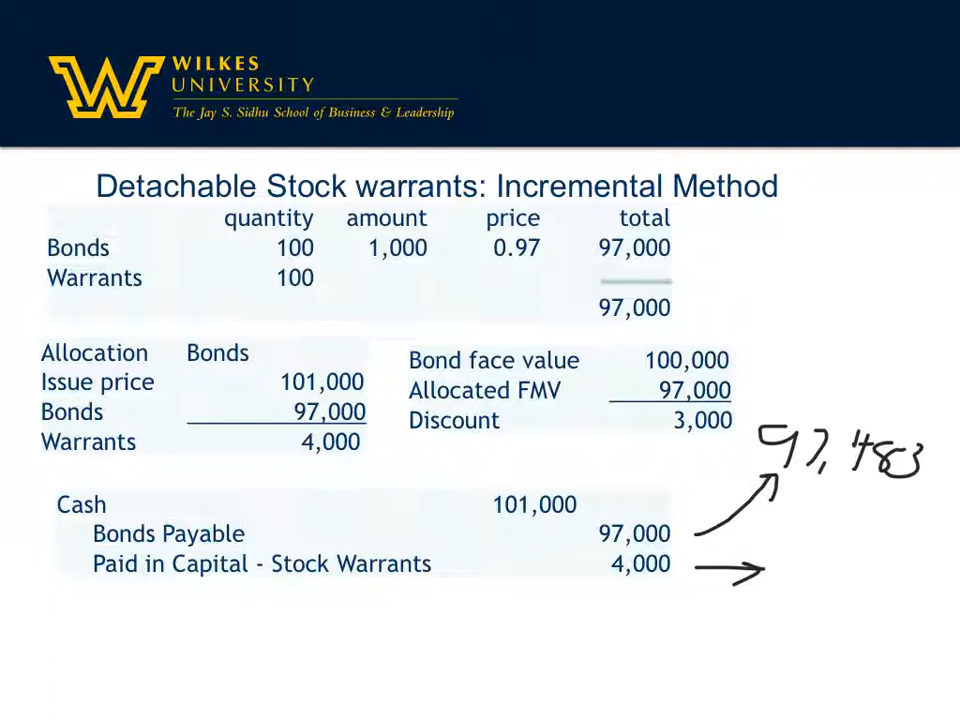 WILKES
UNIVERSITY
The Jay S. Sidhu School of Business & Leadership
Detachable Stock warrants: Incremental Method
quantity amount price total
Bonds 100 1,000 0.97 97,000
Warrants 100
97,000
Allocation Bonds
Issue price 101,000
Bonds 97,000
Warrants 4,000
Bond face value 100,000
Allocated FMV 97,000
Discount 3,000
97,483
Cash 101,000
Bonds Payable 97,000
Paid in Capital - Stock Warrants 4,000